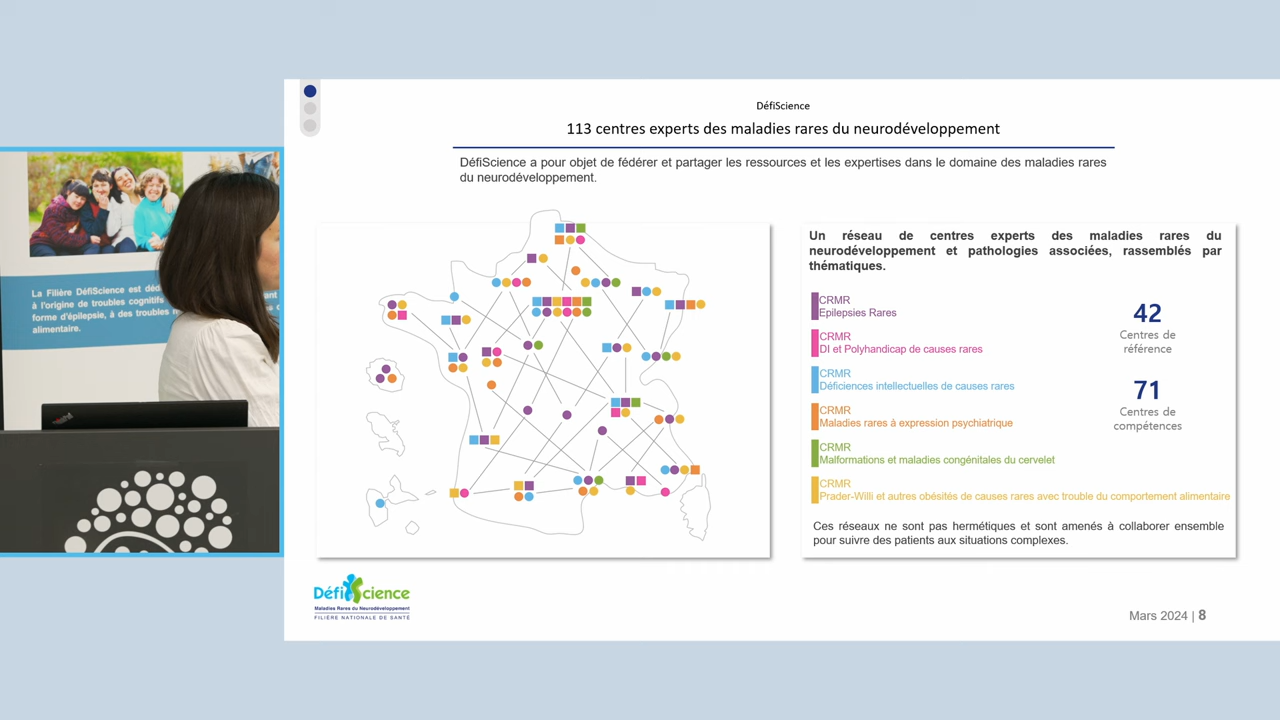 DéfiScience
113 centres experts des maladies rares du neurodéveloppement
DéfiScience a pour objet de fédérer et partager les ressources et les expertises dans le domaine des maladies rares
du neurodéveloppement.
La Filière DéfiScience est
à l'origine de troubles cognitifs
forme d'épilepsie, à des troubles
alimentaire.
Un réseau de centres experts des maladies rares du
neurodéveloppement et pathologies associées, rassemblés par
thématiques.
CRMR
Epilepsies Rares
CRMR
DI et Polyhandicap de causes rares
CRMR
Déficiences intellectuelles de causes rares
CRMR
Maladies rares à expression psychiatrique
CRMR
Malformations et maladies congénitales du cervelet
CRMR
Prader-Willi et autres obésités de causes rares avec trouble du comportement alimentaire
42
Centres de
référence
71
Centres de
compétences
Ces réseaux ne sont pas hermétiques et sont amenés à collaborer ensemble
pour suivre des patients aux situations complexes.
DéfiScience
Maladies Rares du Neurodéveloppement
FILIÈRE NATIONALE DE SANTÉ
Mars 2024 | 8